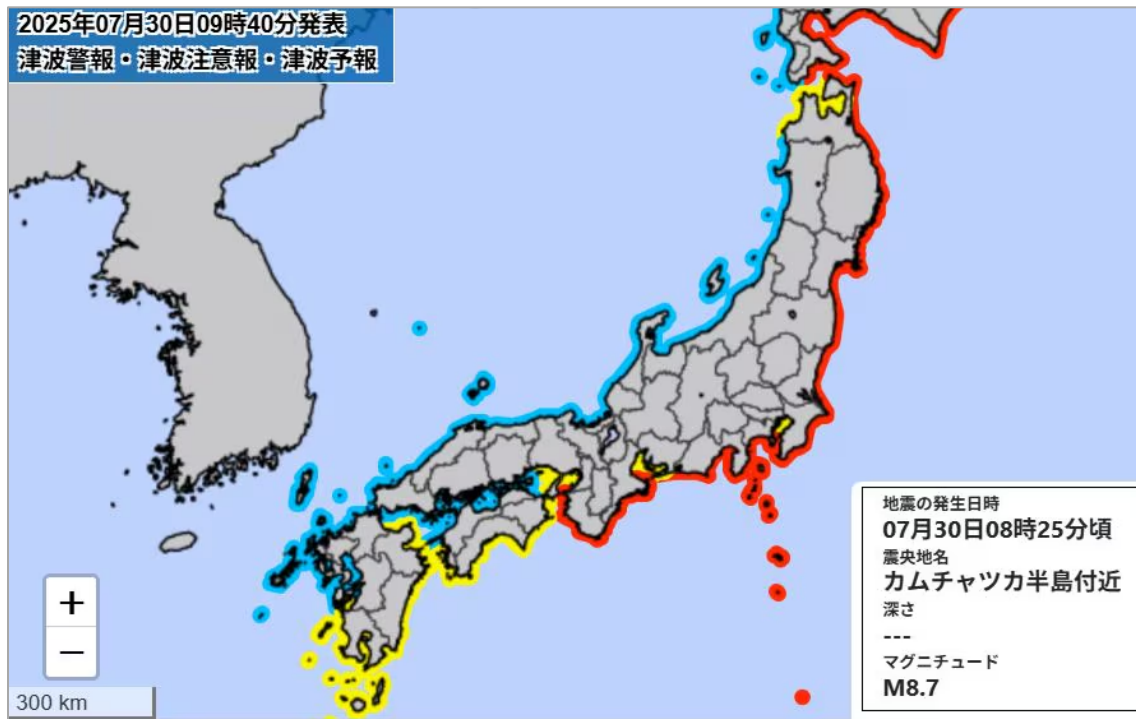 2025年07月30日09時40分発表
津波警報・津波注意報・津波予報
地震の発生日時
07月30日08時25分頃
震央地名
カムチャツカ半島付近
深さ
---
マグニチュード
M8.7
+
−
300 km